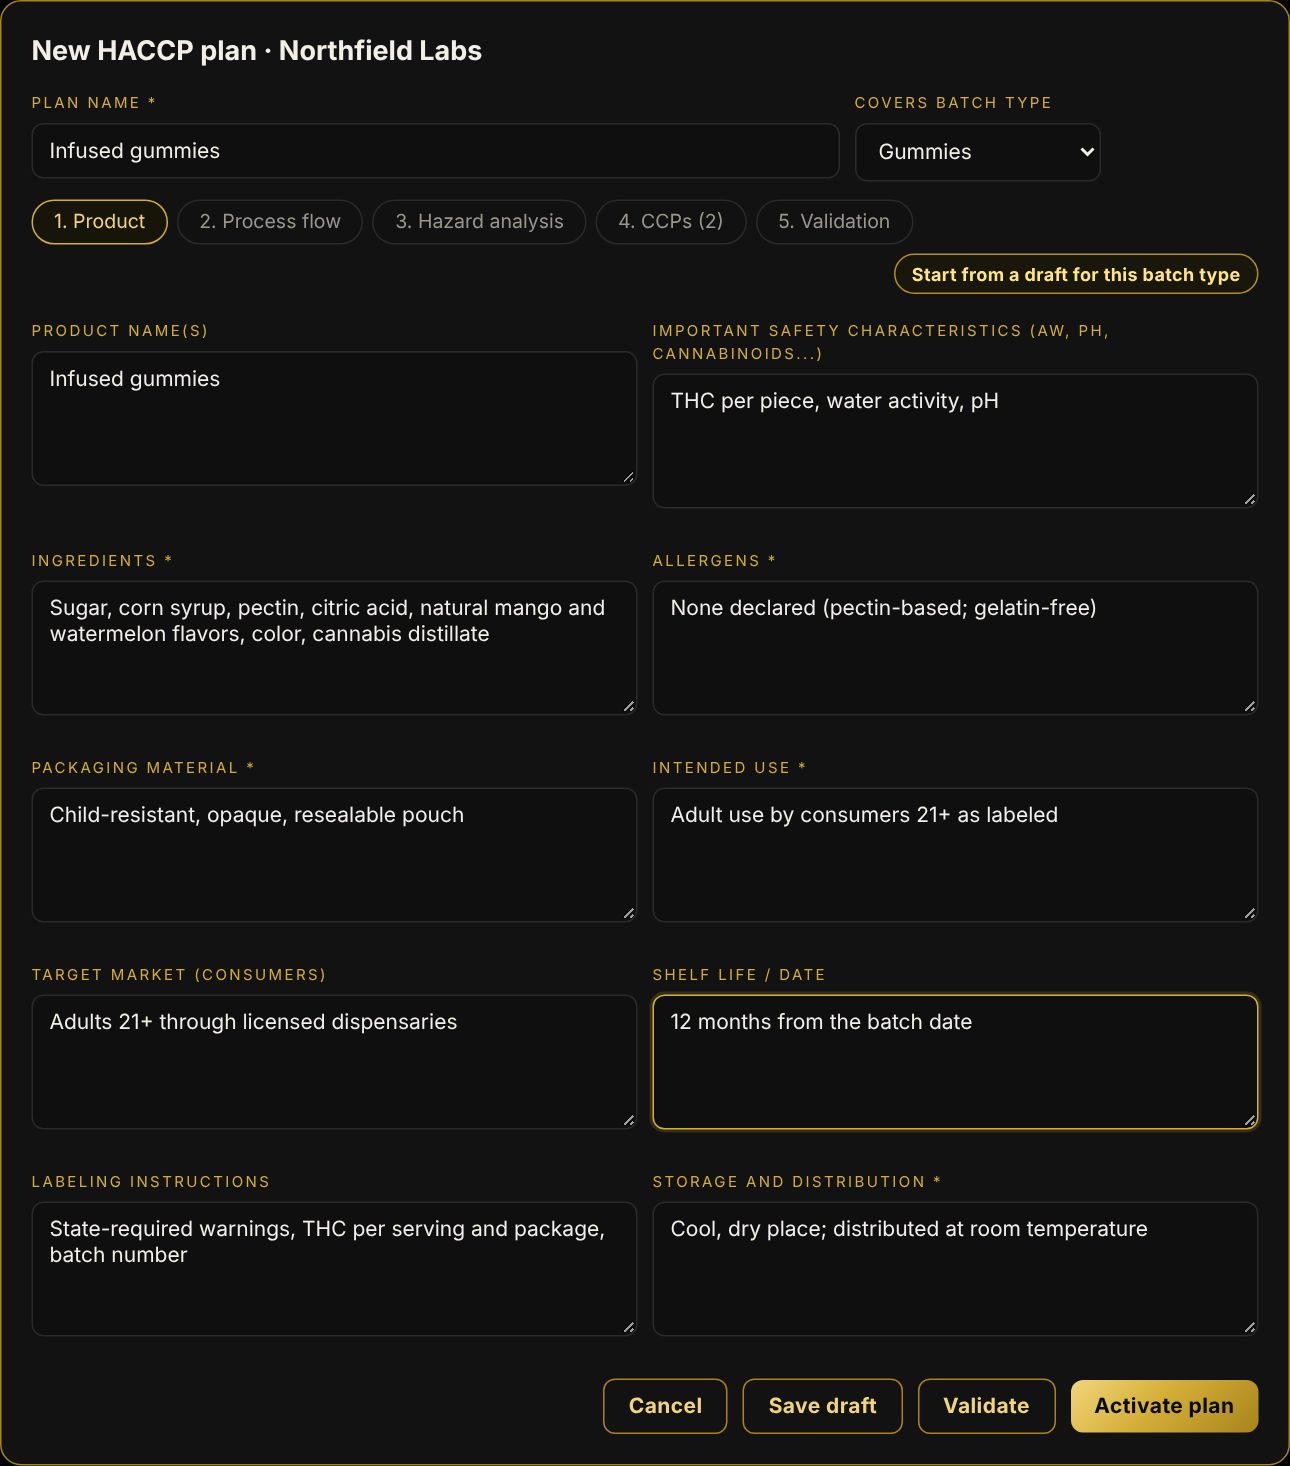 New HACCP plan · Northfield Labs
PLAN NAME *
COVERS BATCH TYPE
Infused gummies
Gummies
1. Product
2. Process flow
3. Hazard analysis
4. CCPs (2)
5. Validation
Start from a draft for this batch type
PRODUCT NAME(S)
Infused gummies
IMPORTANT SAFETY CHARACTERISTICS (AW, PH,
CANNABINOIDS...)
THC per piece, water activity, pH
INGREDIENTS *
Sugar, corn syrup, pectin, citric acid, natural mango and
watermelon flavors, color, cannabis distillate
ALLERGENS *
None declared (pectin-based; gelatin-free)
PACKAGING MATERIAL *
Child-resistant, opaque, resealable pouch
INTENDED USE *
Adult use by consumers 21+ as labeled
TARGET MARKET (CONSUMERS)
Adults 21+ through licensed dispensaries
SHELF LIFE / DATE
12 months from the batch date
LABELING INSTRUCTIONS
State-required warnings, THC per serving and package,
batch number
STORAGE AND DISTRIBUTION *
Cool, dry place; distributed at room temperature
Cancel
Save draft
Validate
Activate plan